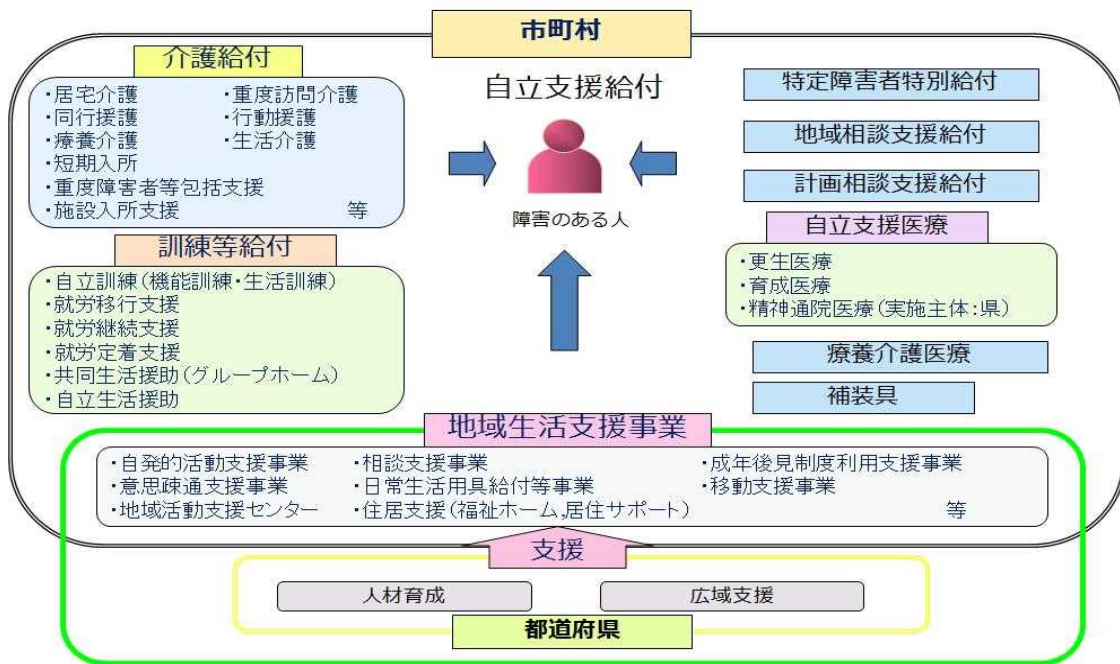 市町村
介護給付
・居宅介護 ・重度訪問介護
・同行援護 ・行動援護
・療養介護 ・生活介護
・短期入所
・重度障害者等包括支援
・施設入所支援 等
訓練等給付
・自立訓練(機能訓練・生活訓練)
・就労移行支援
・就労継続支援
・就労定着支援
・共同生活援助(グループホーム)
・自立生活援助
自立支援給付
障害のある人
特定障害者特別給付
地域相談支援給付
計画相談支援給付
自立支援医療
・更生医療
・育成医療
・精神通院医療(実施主体:県)
療養介護医療
補装具
地域生活支援事業
・自発的活動支援事業 ・相談支援事業 ・成年後見制度利用支援事業
・意思疎通支援事業 ・日常生活用具給付等事業 ・移動支援事業
・地域活動支援センター ・住居支援(福祉ホーム,居住サポート) 等
支援
人材育成 広域支援
都道府県